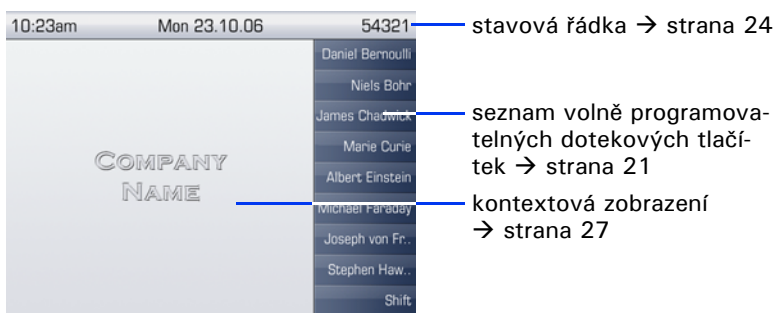 10:23am Mon 23.10.06 54321
Daniel Bernoulli
Niels Bohr
James Chadwick
Marie Curie
Albert Einstein
Michael Faraday
Joseph von Fr..
Stephen Haw..
Shift
COMPANY
NAME
stavová řádka → strana 24
seznam volně programova-
telných dotekových tlačí-
tek → strana 21
kontextová zobrazení
→ strana 27